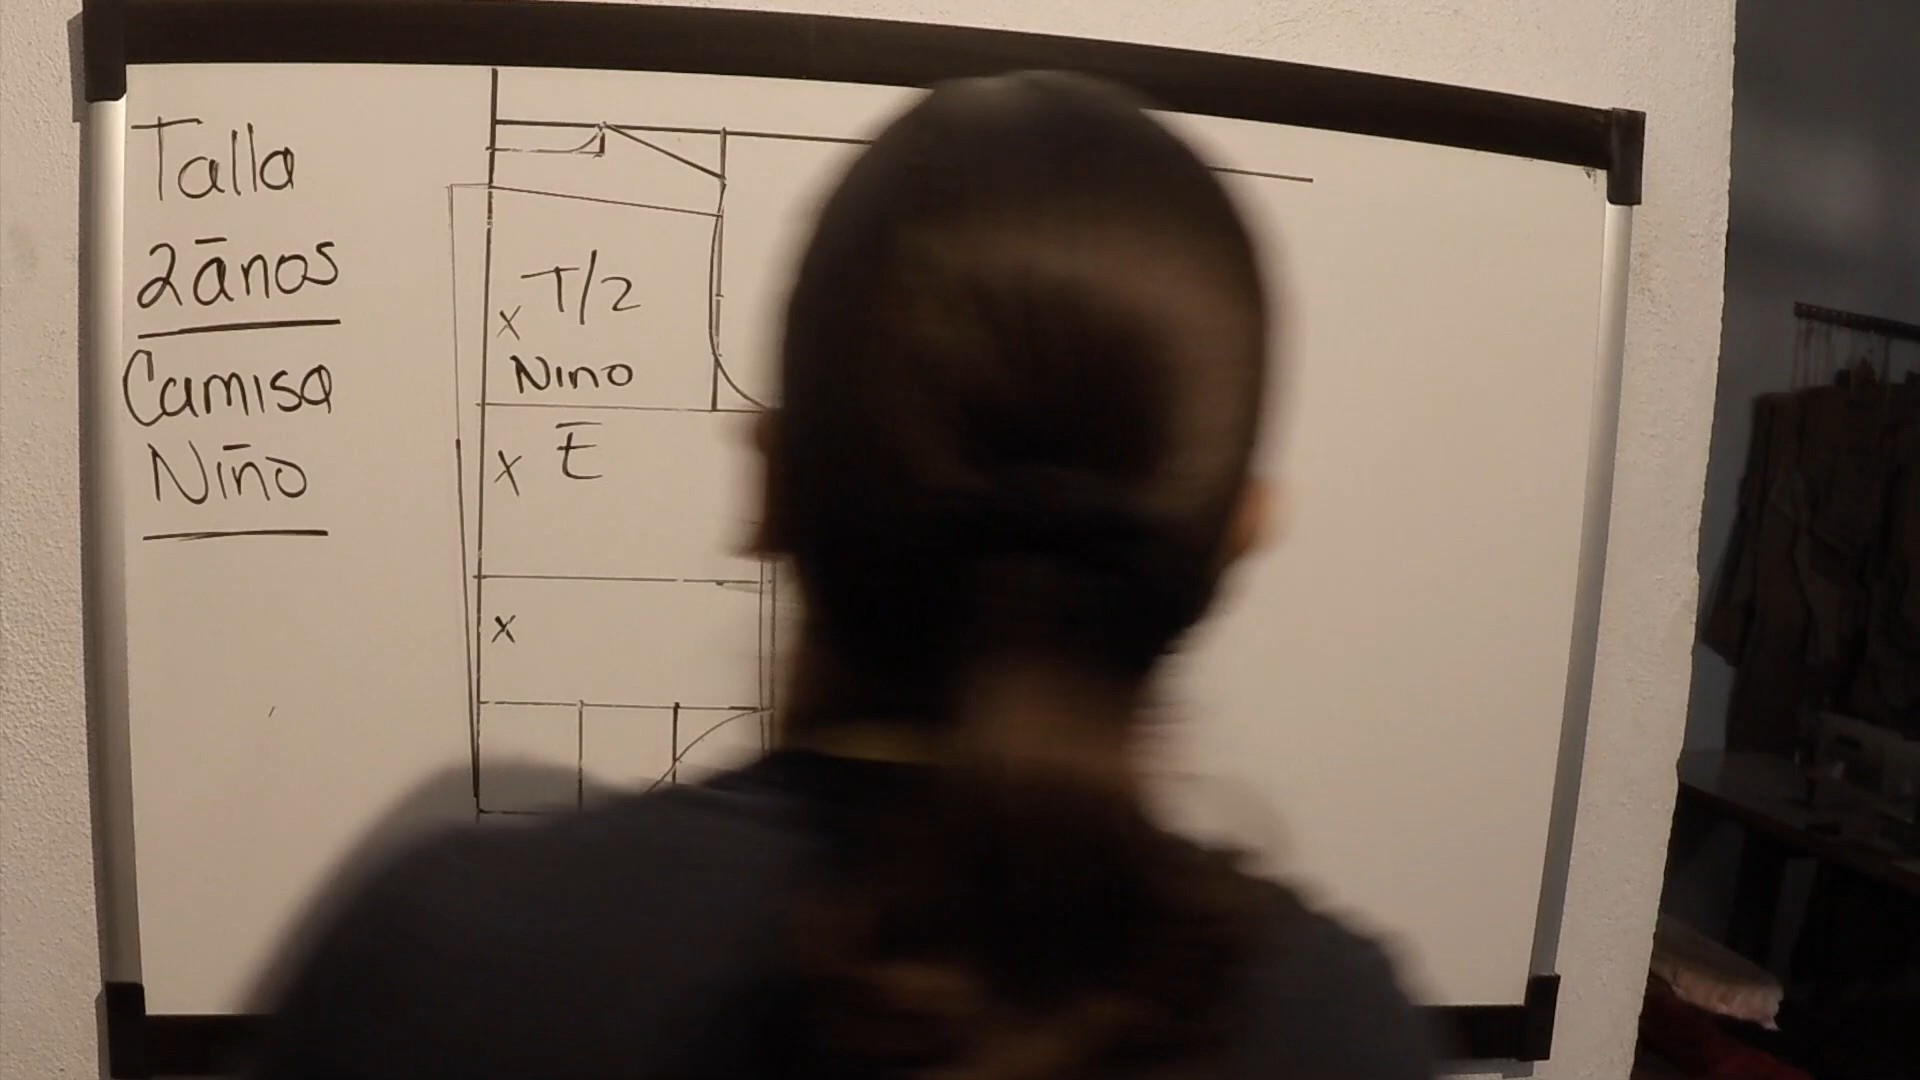 Talla
2 años
Camisa
Niño
x T/2
Nino
x E
x